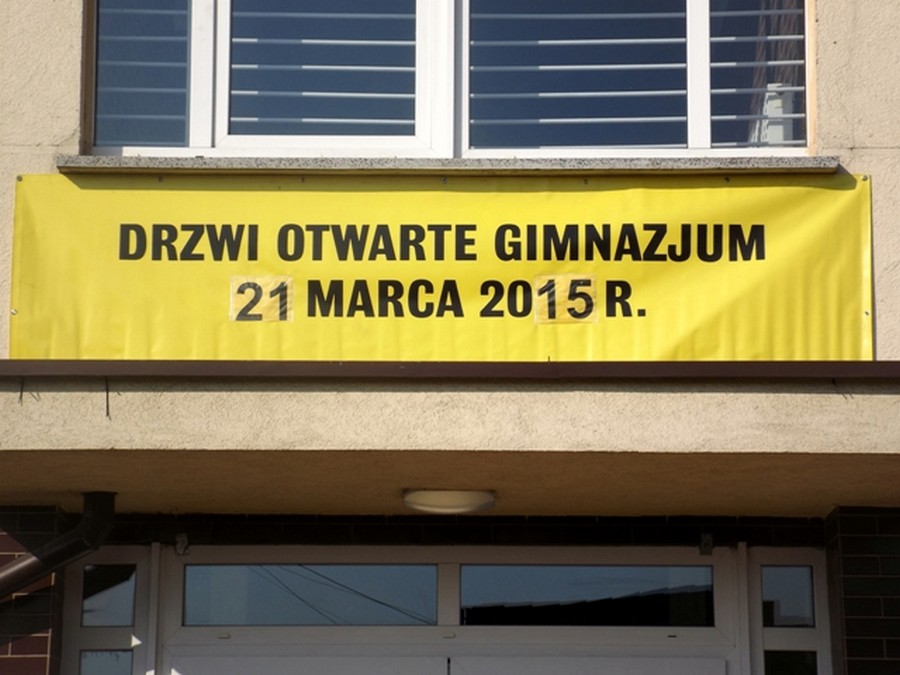 DRZWI OTWARTE GIMNAZJUM
21 MARCA 2015 R.